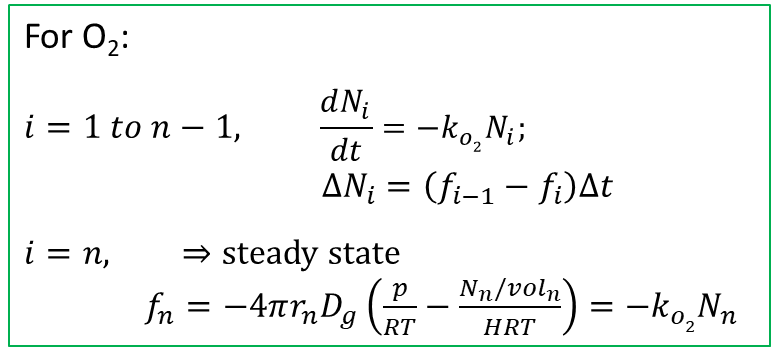 For O₂:
i = 1 to n − 1, dNᵢ/dt = −k_{o₂}Nᵢ;
ΔNᵢ = (fᵢ₋₁ − fᵢ)Δt
i = n, ⇒ steady state
fₙ = −4πrₙD_g (p/RT − (Nₙ/volₙ)/HRT) = −k_{o₂}Nₙ